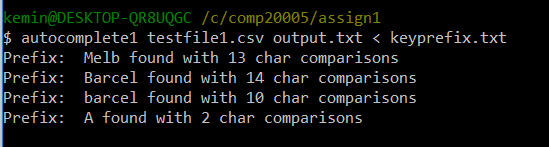 kemin@DESKTOP-QR8UQGC /c/comp20005/assign1
$ autocomplete1 testfile1.csv output.txt < keyprefix.txt
Prefix:  Melb found with 13 char comparisons
Prefix:  Barcel found with 14 char comparisons
Prefix:  barcel found with 10 char comparisons
Prefix:  A found with 2 char comparisons